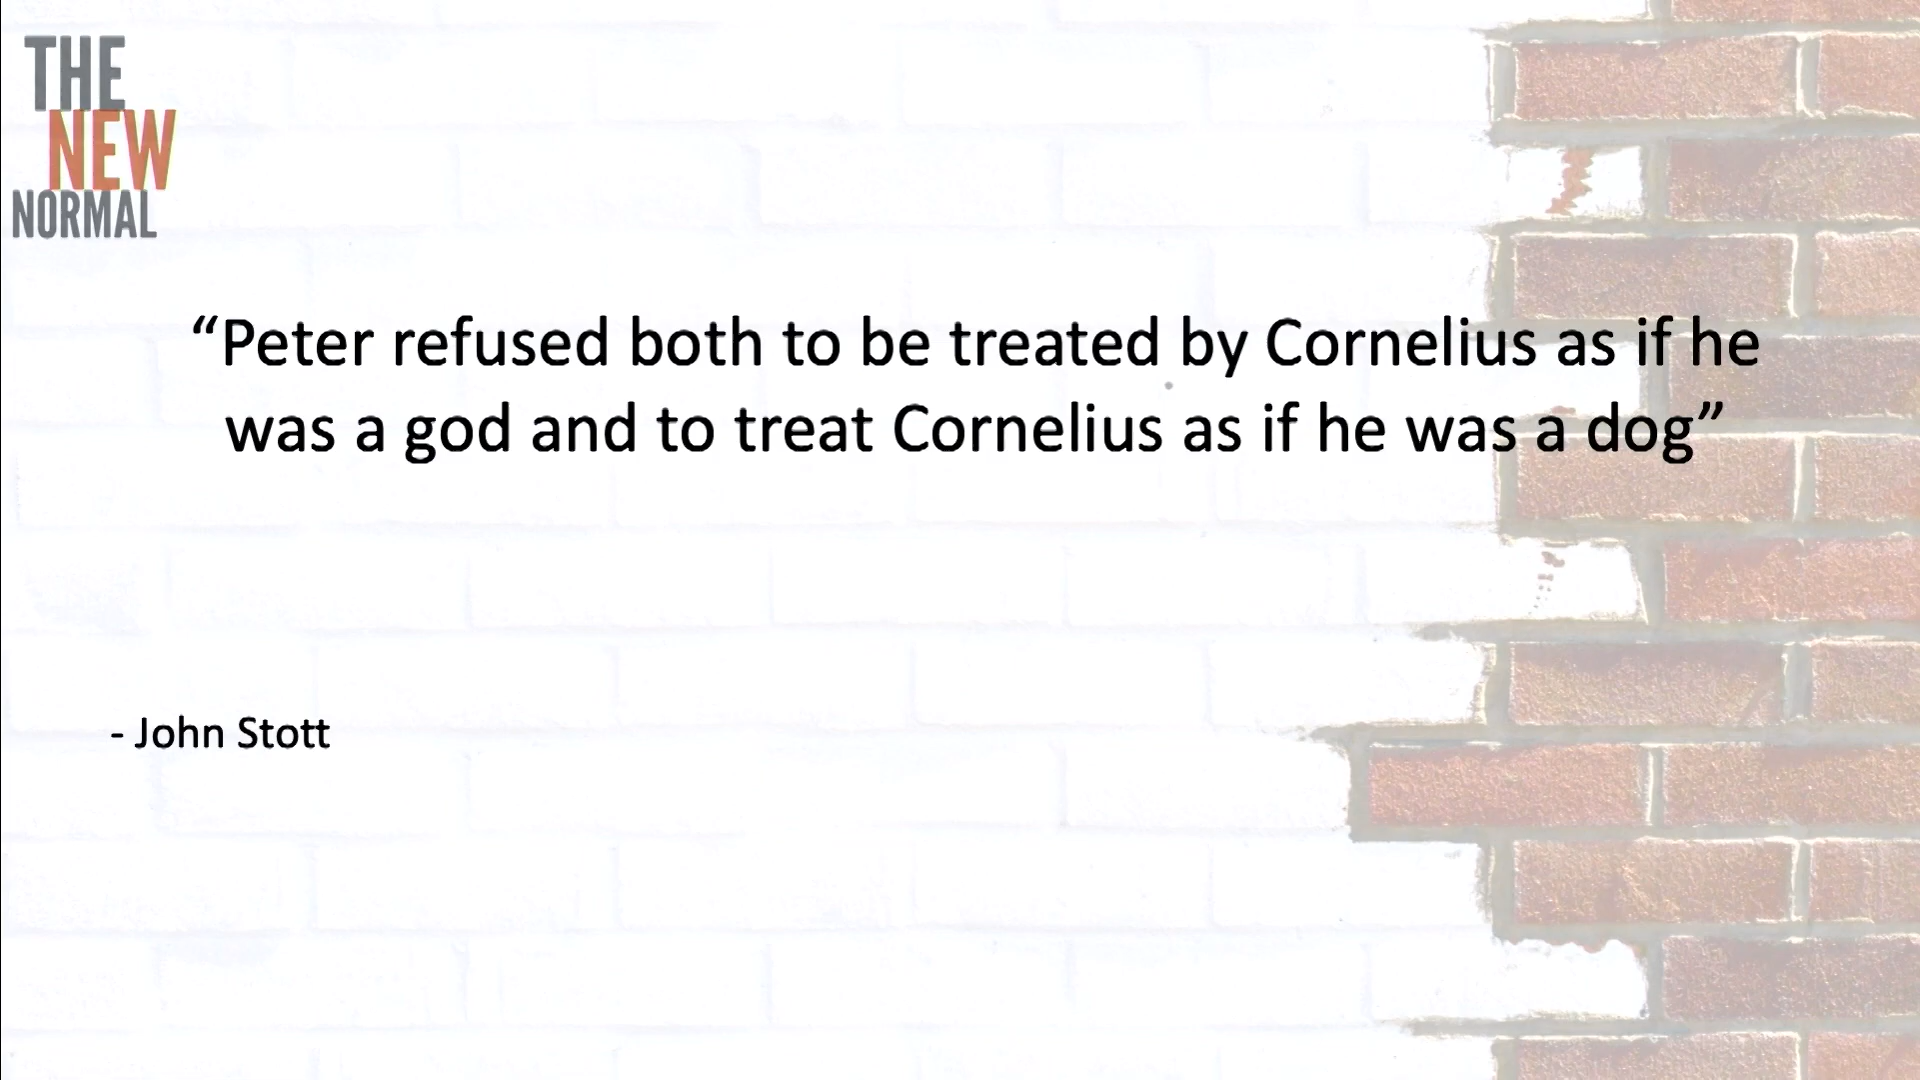 THE
NEW
NORMAL
“Peter refused both to be treated by Cornelius as if he
was a god and to treat Cornelius as if he was a dog”
- John Stott